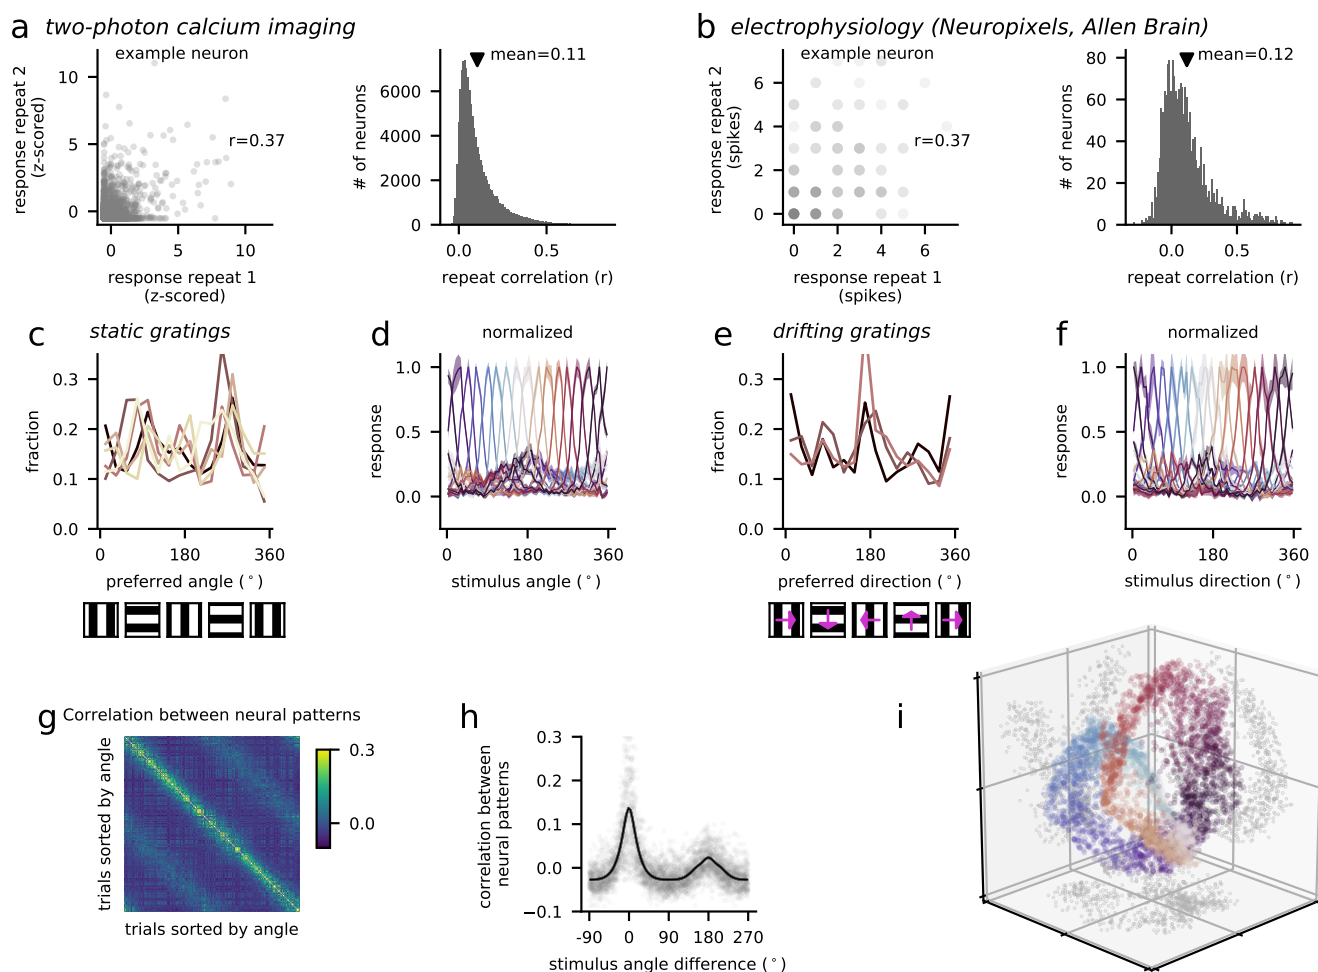 a two-photon calcium imaging
example neuron
response repeat 2
(z-scored)
10
5
0
r=0.37
0
5
10
response repeat 1
(z-scored)
mean=0.11
# of neurons
6000
4000
2000
0
0.0
0.5
repeat correlation (r)
b electrophysiology (Neuropixels, Allen Brain)
example neuron
response repeat 2
(spikes)
6
4
2
0
r=0.37
0
2
4
6
response repeat 1
(spikes)
mean=0.12
# of neurons
80
60
40
20
0
0.0
0.5
repeat correlation (r)
c static gratings
fraction
0.3
0.2
0.1
0.0
0
180
360
preferred angle (°)
d normalized
response
1.0
0.5
0.0
0
180
360
stimulus angle (°)
e drifting gratings
fraction
0.3
0.2
0.1
0.0
0
180
360
preferred direction (°)
f normalized
response
1.0
0.5
0.0
0
180
360
stimulus direction (°)
g Correlation between neural patterns
trials sorted by angle
0.3
0.0
trials sorted by angle
h
correlation between
neural patterns
0.3
0.2
0.1
0.0
−0.1
-90
0
90
180
270
stimulus angle difference (°)
i